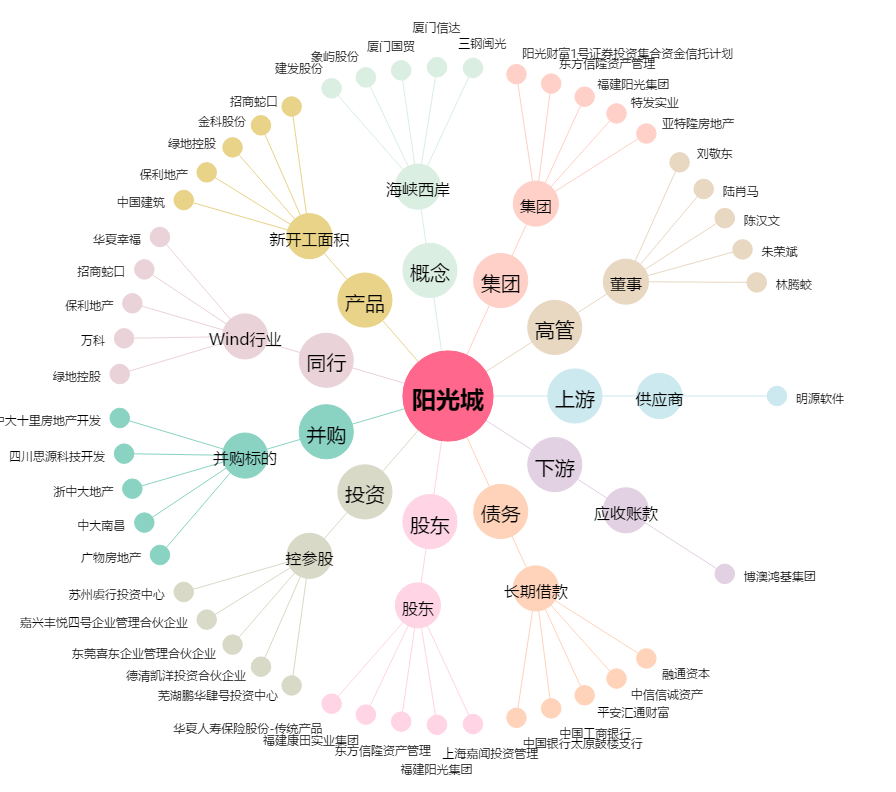 厦门信达
三钢闽光
厦门国贸
象屿股份
建发股份
阳光财富1号证券投资集合资金信托计划
东方信隆资产管理
福建阳光集团
特发实业
亚特隆房地产
招商蛇口
金科股份
绿地控股
保利地产
中国建筑
刘敬东
陆肖马
陈汉文
朱荣斌
林腾蛟
海峡西岸
集团
新开工面积
董事
概念
集团
产品
高管
华夏幸福
招商蛇口
保利地产
万科
绿地控股
Wind行业
同行
阳光城
上游
供应商
明源软件
中大十里房地产开发
四川思源科技开发
浙中大地产
中大南昌
广物房地产
并购标的
并购
投资
股东
债务
下游
应收账款
博澳鸿基集团
控参股
股东
长期借款
苏州虞行投资中心
嘉兴丰悦四号企业管理合伙企业
东莞喜东企业管理合伙企业
德清凯洋投资合伙企业
芜湖鹏华肆号投资中心
华夏人寿保险股份-传统产品
福建康田实业集团
东方信隆资产管理
福建阳光集团
上海嘉闻投资管理
融通资本
中信信诚资产
平安汇通财富
中国工商银行
中国银行太原鼓楼支行